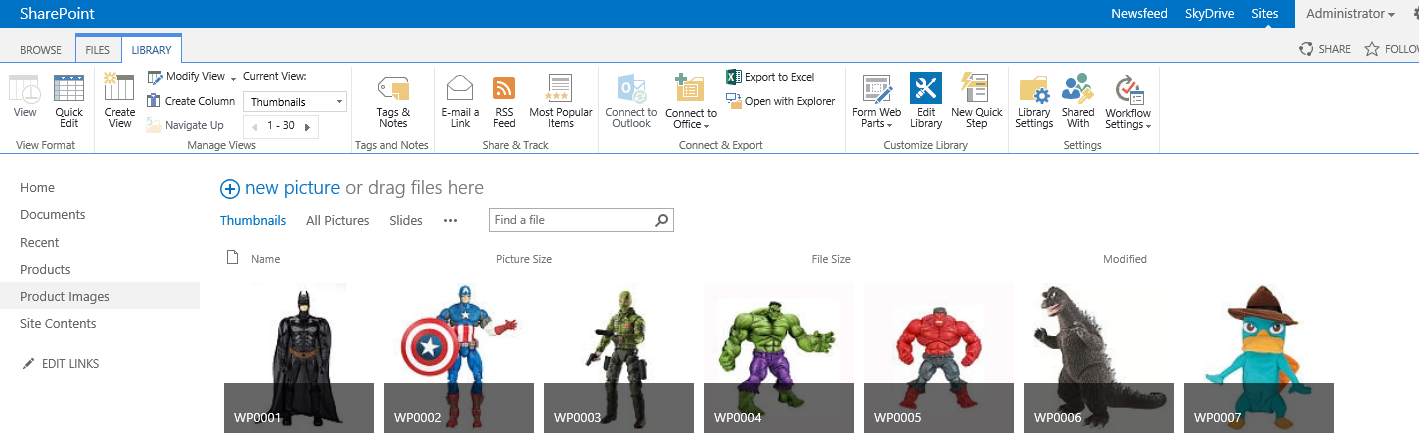 SharePoint
Newsfeed SkyDrive Sites Administrator
BROWSE FILES LIBRARY SHARE FOLLO
View
Quick Edit
View Format
Create View
Modify View
Create Column
Navigate Up
Current View:
Thumbnails
1 - 30
Manage Views
Tags & Notes
Tags and Notes
E-mail a Link
RSS Feed
Most Popular Items
Share & Track
Connect to Outlook
Connect to Office
Export to Excel
Open with Explorer
Connect & Export
Form Web Parts
Edit Library
New Quick Step
Customize Library
Library Settings
Shared With
Workflow Settings
Settings
Home
Documents
Recent
Products
Product Images
Site Contents
EDIT LINKS
new picture or drag files here
Thumbnails All Pictures Slides ...
Find a file
Name Picture Size File Size Modified
WP0001 WP0002 WP0003 WP0004 WP0005 WP0006 WP0007